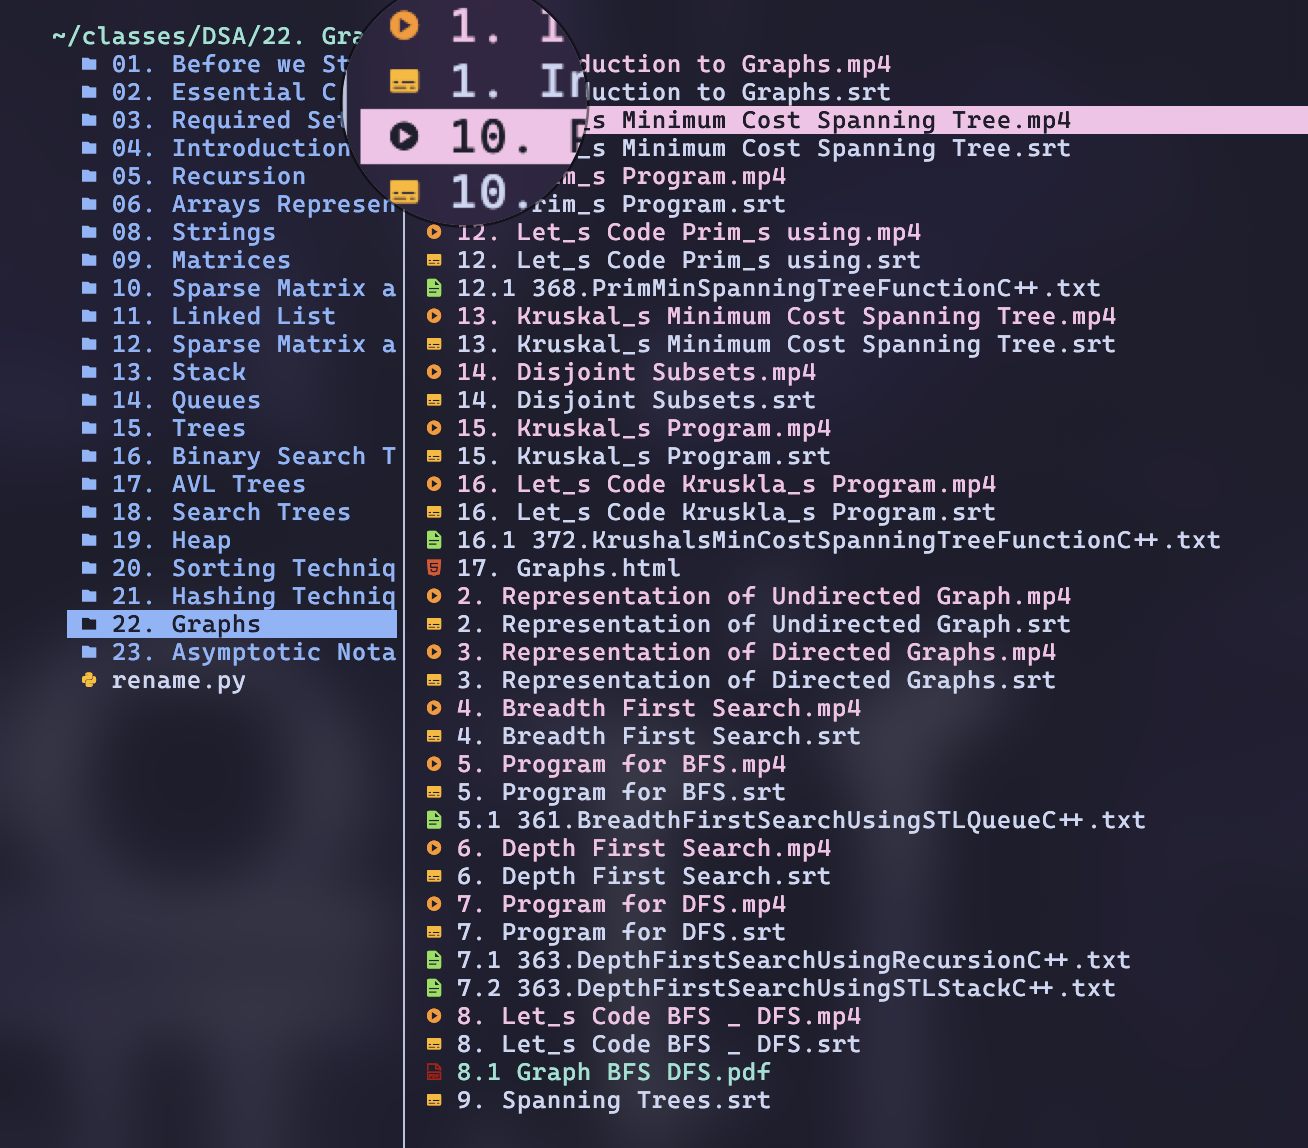 ~/classes/DSA/22. Gra
01. Before we St
02. Essential C
03. Required Set
04. Introduction
05. Recursion
06. Arrays Represen
08. Strings
09. Matrices
10. Sparse Matrix a
11. Linked List
12. Sparse Matrix a
13. Stack
14. Queues
15. Trees
16. Binary Search T
17. AVL Trees
18. Search Trees
19. Heap
20. Sorting Techniq
21. Hashing Techniq
22. Graphs
23. Asymptotic Nota
rename.py
1. I
1. In
10. P
10.
duction to Graphs.mp4
duction to Graphs.srt
_s Minimum Cost Spanning Tree.mp4
_s Minimum Cost Spanning Tree.srt
m_s Program.mp4
rim_s Program.srt
12. Let_s Code Prim_s using.mp4
12. Let_s Code Prim_s using.srt
12.1 368.PrimMinSpanningTreeFunctionC++.txt
13. Kruskal_s Minimum Cost Spanning Tree.mp4
13. Kruskal_s Minimum Cost Spanning Tree.srt
14. Disjoint Subsets.mp4
14. Disjoint Subsets.srt
15. Kruskal_s Program.mp4
15. Kruskal_s Program.srt
16. Let_s Code Kruskla_s Program.mp4
16. Let_s Code Kruskla_s Program.srt
16.1 372.KrushalsMinCostSpanningTreeFunctionC++.txt
17. Graphs.html
2. Representation of Undirected Graph.mp4
2. Representation of Undirected Graph.srt
3. Representation of Directed Graphs.mp4
3. Representation of Directed Graphs.srt
4. Breadth First Search.mp4
4. Breadth First Search.srt
5. Program for BFS.mp4
5. Program for BFS.srt
5.1 361.BreadthFirstSearchUsingSTLQueueC++.txt
6. Depth First Search.mp4
6. Depth First Search.srt
7. Program for DFS.mp4
7. Program for DFS.srt
7.1 363.DepthFirstSearchUsingRecursionC++.txt
7.2 363.DepthFirstSearchUsingSTLStackC++.txt
8. Let_s Code BFS _ DFS.mp4
8. Let_s Code BFS _ DFS.srt
8.1 Graph BFS DFS.pdf
9. Spanning Trees.srt